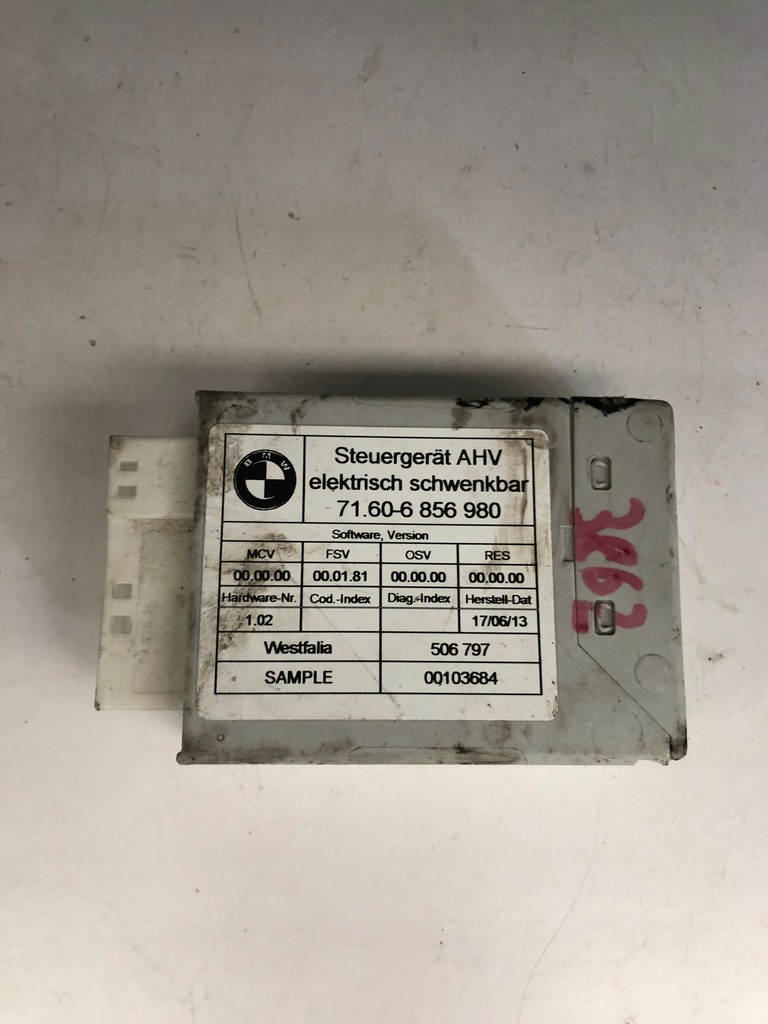 BMW
Steuergerät AHV
elektrisch schwenkbar
71.60-6 856 980
Software, Version
MCV FSV OSV RES
00.00.00 00.01.81 00.00.00 00.00.00
Hardware-Nr. Cod.-Index Diag.-Index Herstell-Dat
1.02 17/06/13
Westfalia 506 797
SAMPLE 00103684